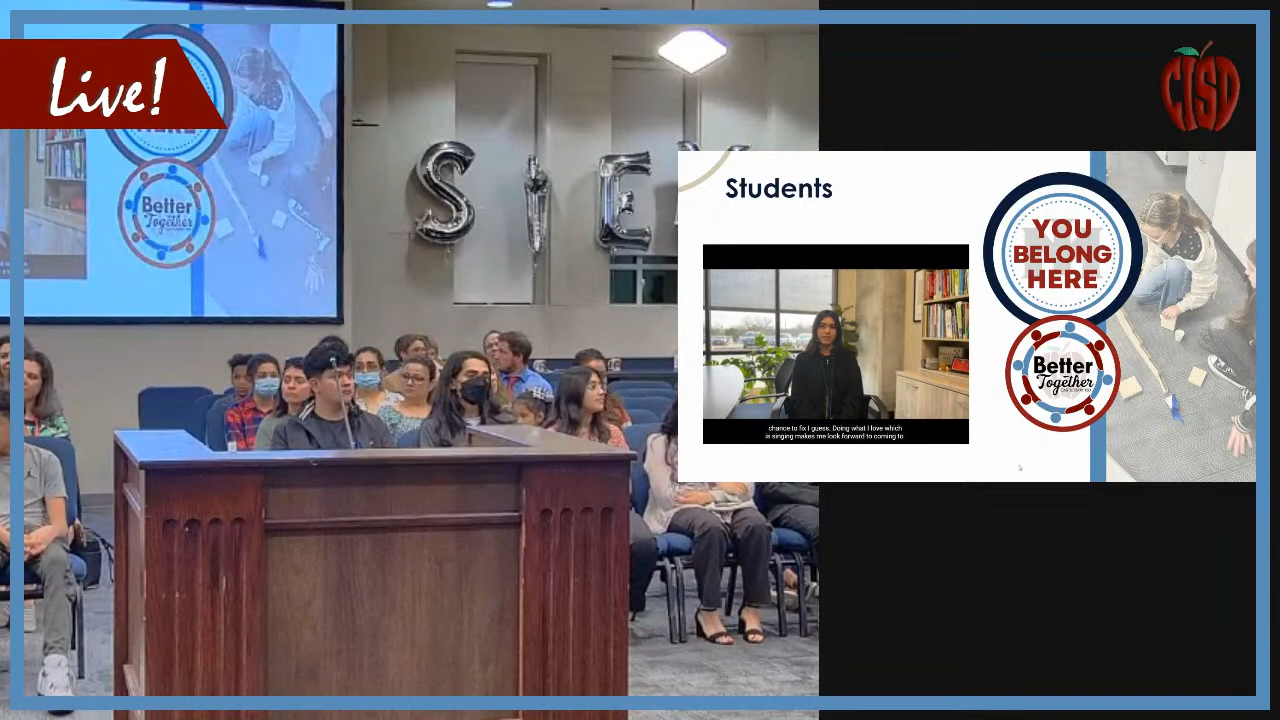 Live!
CISD
Better
Together
S i E
Students
YOU
BELONG
HERE
Better
Together
chance to fix I guess. Doing what I love which
is singing makes me look forward to coming to